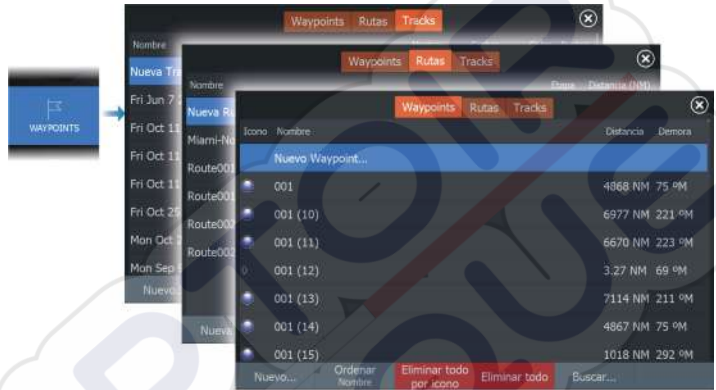 WAYPOINTS
Waypoints Rutas Tracks
Nombre
Nueva
Fri Jun 7
Fri Oct 11
Fri Oct 11
Fri Oct 11
Fri Oct 25
Mon Oct
Mon Sep
Nuevo
Waypoints Rutas Tracks
Nombre Etapa Distancia (NM)
Nueva
Route001
Route001
Route002
Route002
Nueva
Waypoints Rutas Tracks
Icono Nombre Distancia Demora
Nuevo Waypoint...
001 4868 NM 75 ºM
001 (10) 6977 NM 221 ºM
001 (11) 6670 NM 223 ºM
001 (12) 3.27 NM 69 ºM
001 (13) 7114 NM 211 ºM
001 (14) 4867 NM 75 ºM
001 (15) 1018 NM 292 ºM
Nuevo... Ordenar Nombre Eliminar todo por icono Eliminar todo Buscar...